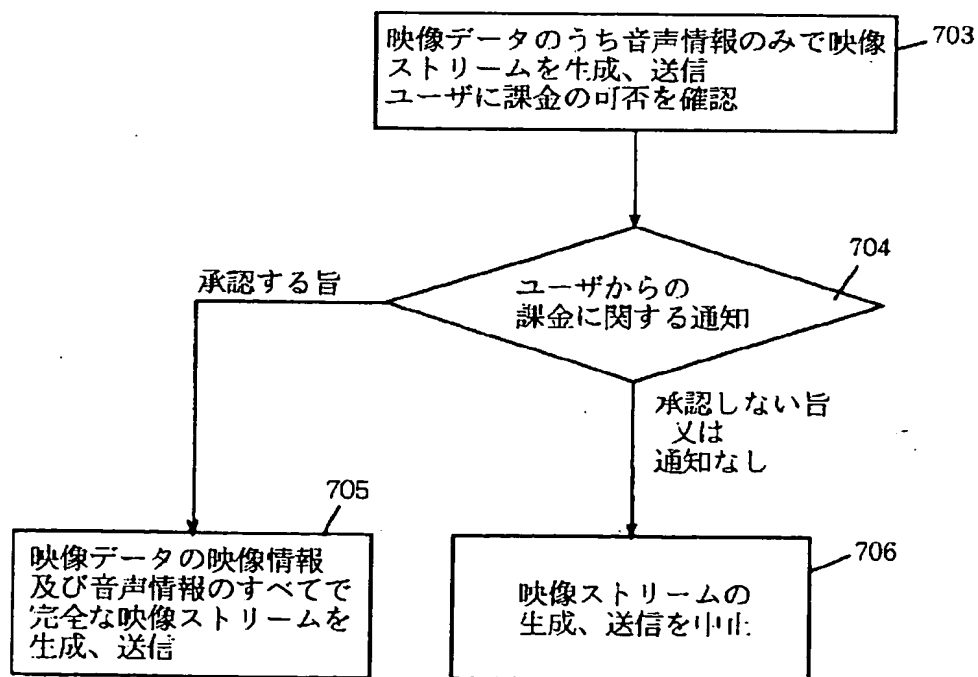 映像データのうち音声情報のみで映像
ストリームを生成、送信
ユーザに課金の可否を確認
703
704
承認する旨
ユーザからの
課金に関する通知
承認しない旨
又は
通知なし
705
映像データの映像情報
及び音声情報のすべてで
完全な映像ストリームを
生成、送信
706
映像ストリームの
生成、送信を中止